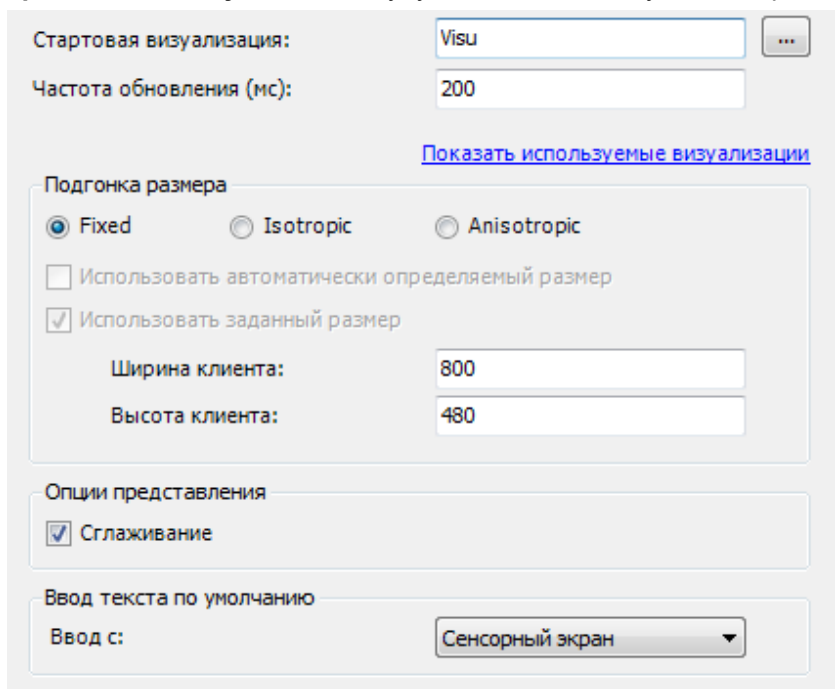 Стартовая визуализация: Visu ...
Частота обновления (мс): 200
Показать используемые визуализации
Подгонка размера
Fixed Isotropic Anisotropic
Использовать автоматически определяемый размер
Использовать заданный размер
Ширина клиента: 800
Высота клиента: 480
Опции представления
Сглаживание
Ввод текста по умолчанию
Ввод с: Сенсорный экран